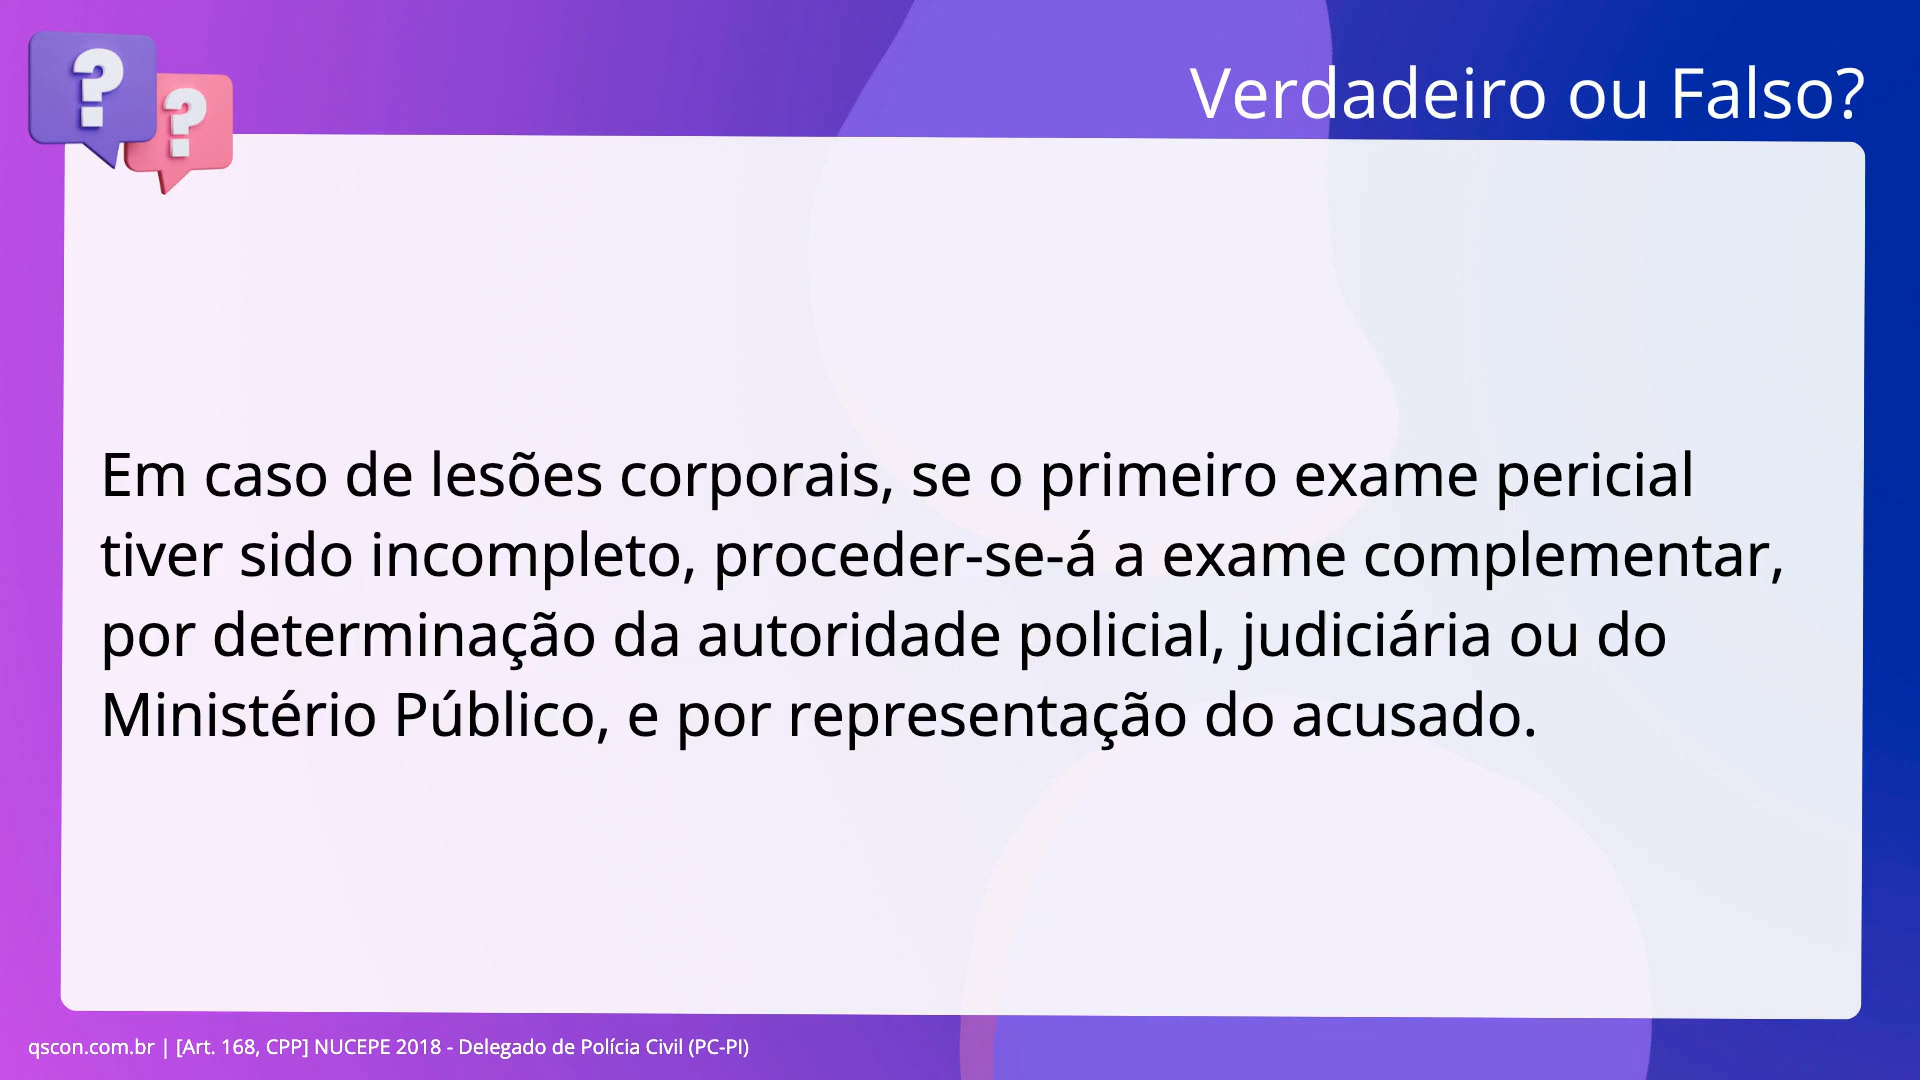 Verdadeiro ou Falso?
Em caso de lesões corporais, se o primeiro exame pericial
tiver sido incompleto, proceder-se-á a exame complementar,
por determinação da autoridade policial, judiciária ou do
Ministério Público, e por representação do acusado.
qscon.com.br | [Art. 168, CPP] NUCEPE 2018 - Delegado de Polícia Civil (PC-PI)